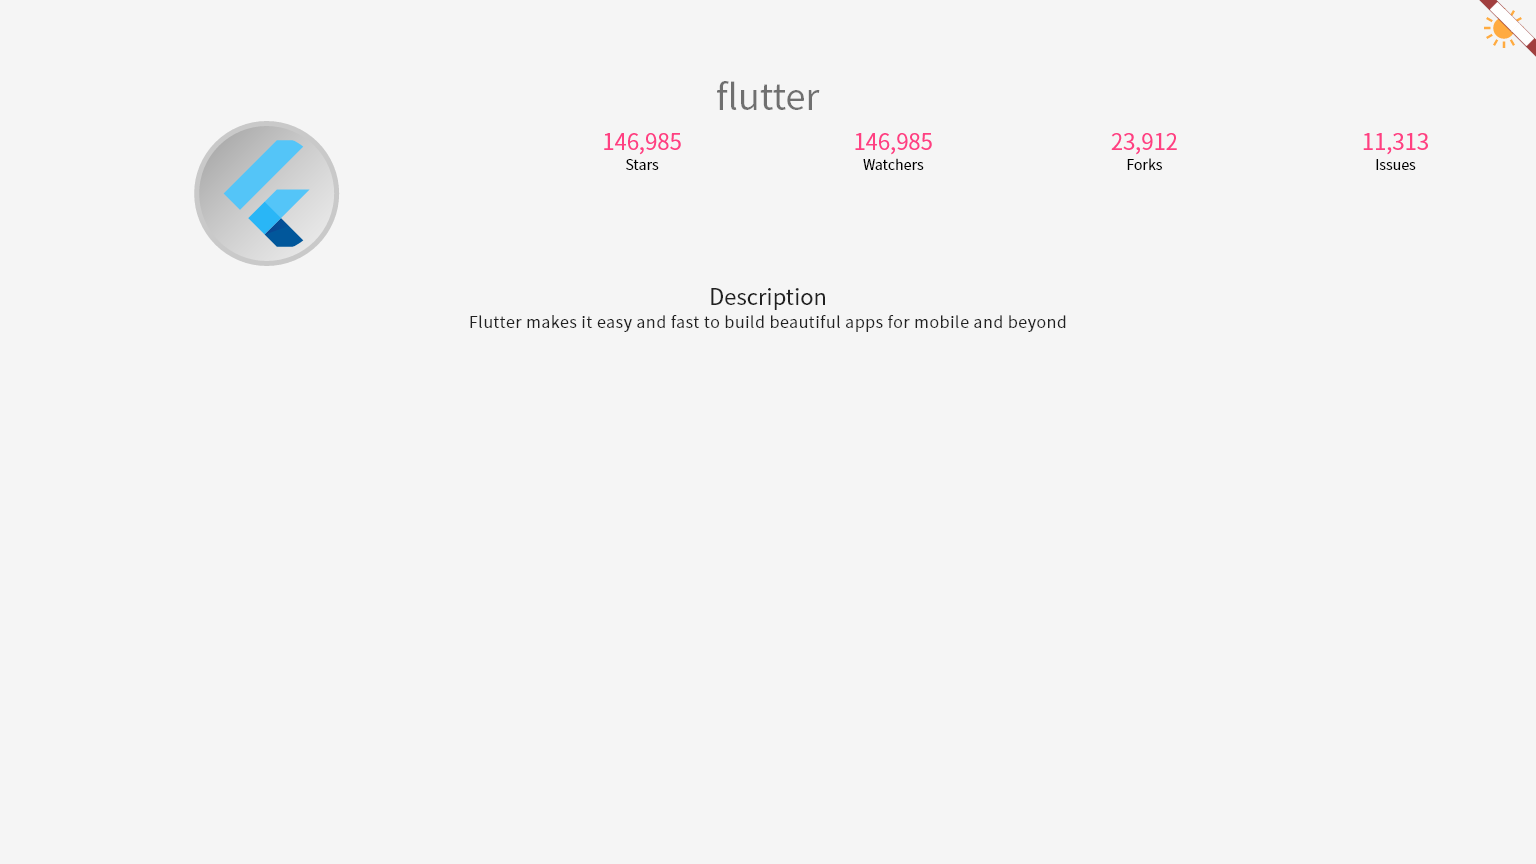 flutter
146,985
Stars
146,985
Watchers
23,912
Forks
11,313
Issues
Description
Flutter makes it easy and fast to build beautiful apps for mobile and beyond